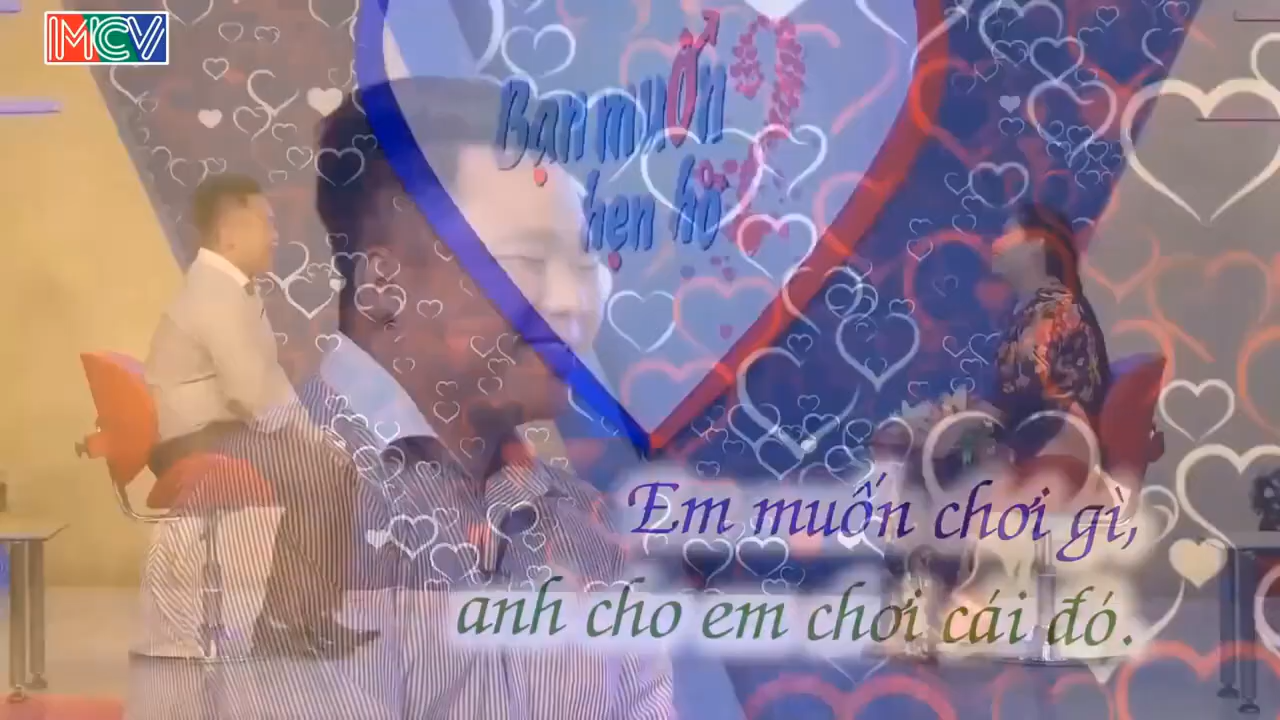 MCV
Bạn muốn
hẹn hò
Em muốn chơi gì,
anh cho em chơi cái đó.